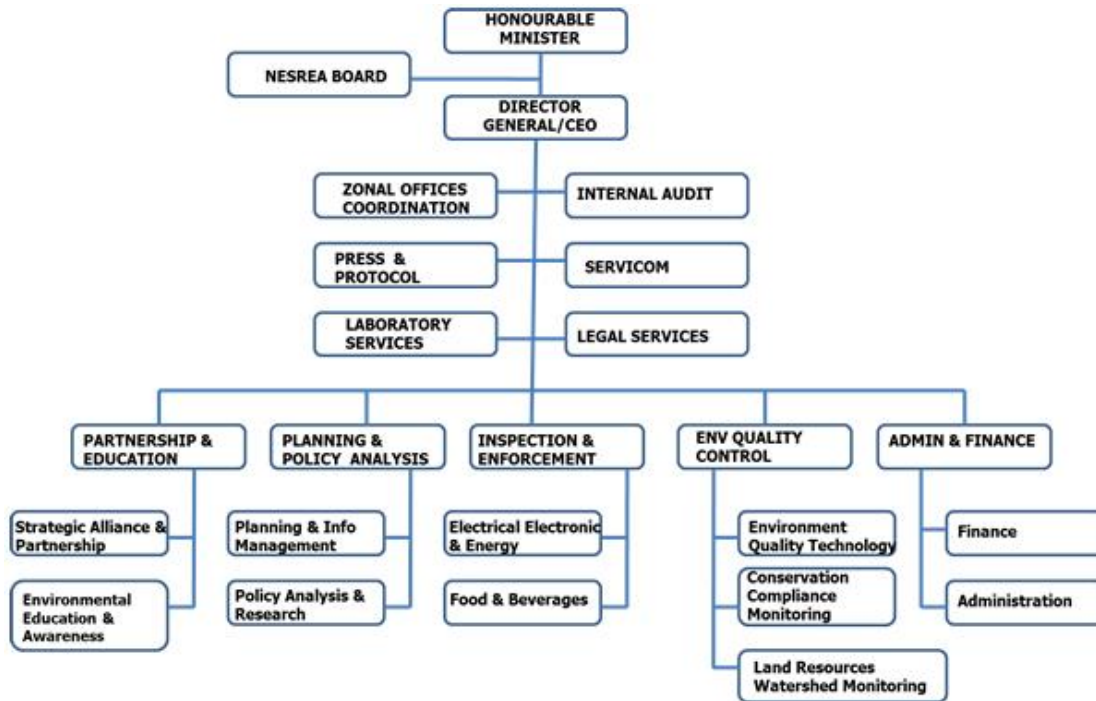 HONOURABLE
MINISTER
NESREA BOARD
DIRECTOR
GENERAL/CEO
ZONAL OFFICES
COORDINATION
INTERNAL AUDIT
PRESS & 
PROTOCOL
SERVICOM
LABORATORY
SERVICES
LEGAL SERVICES
PARTNERSHIP &
EDUCATION
PLANNING &
POLICY ANALYSIS
INSPECTION &
ENFORCEMENT
ENV QUALITY
CONTROL
ADMIN & FINANCE
Strategic Alliance &
Partnership
Environmental
Education &
Awareness
Planning & Info
Management
Policy Analysis &
Research
Electrical Electronic
& Energy
Food & Beverages
Environment
Quality Technology
Conservation
Compliance
Monitoring
Land Resources
Watershed Monitoring
Finance
Administration